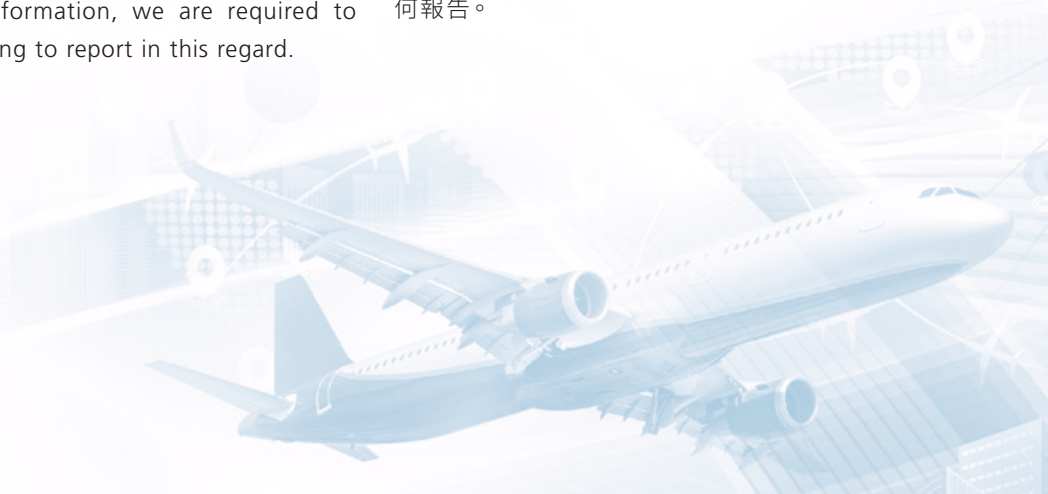 formation, we are required to
ng to report in this regard.
何報告。